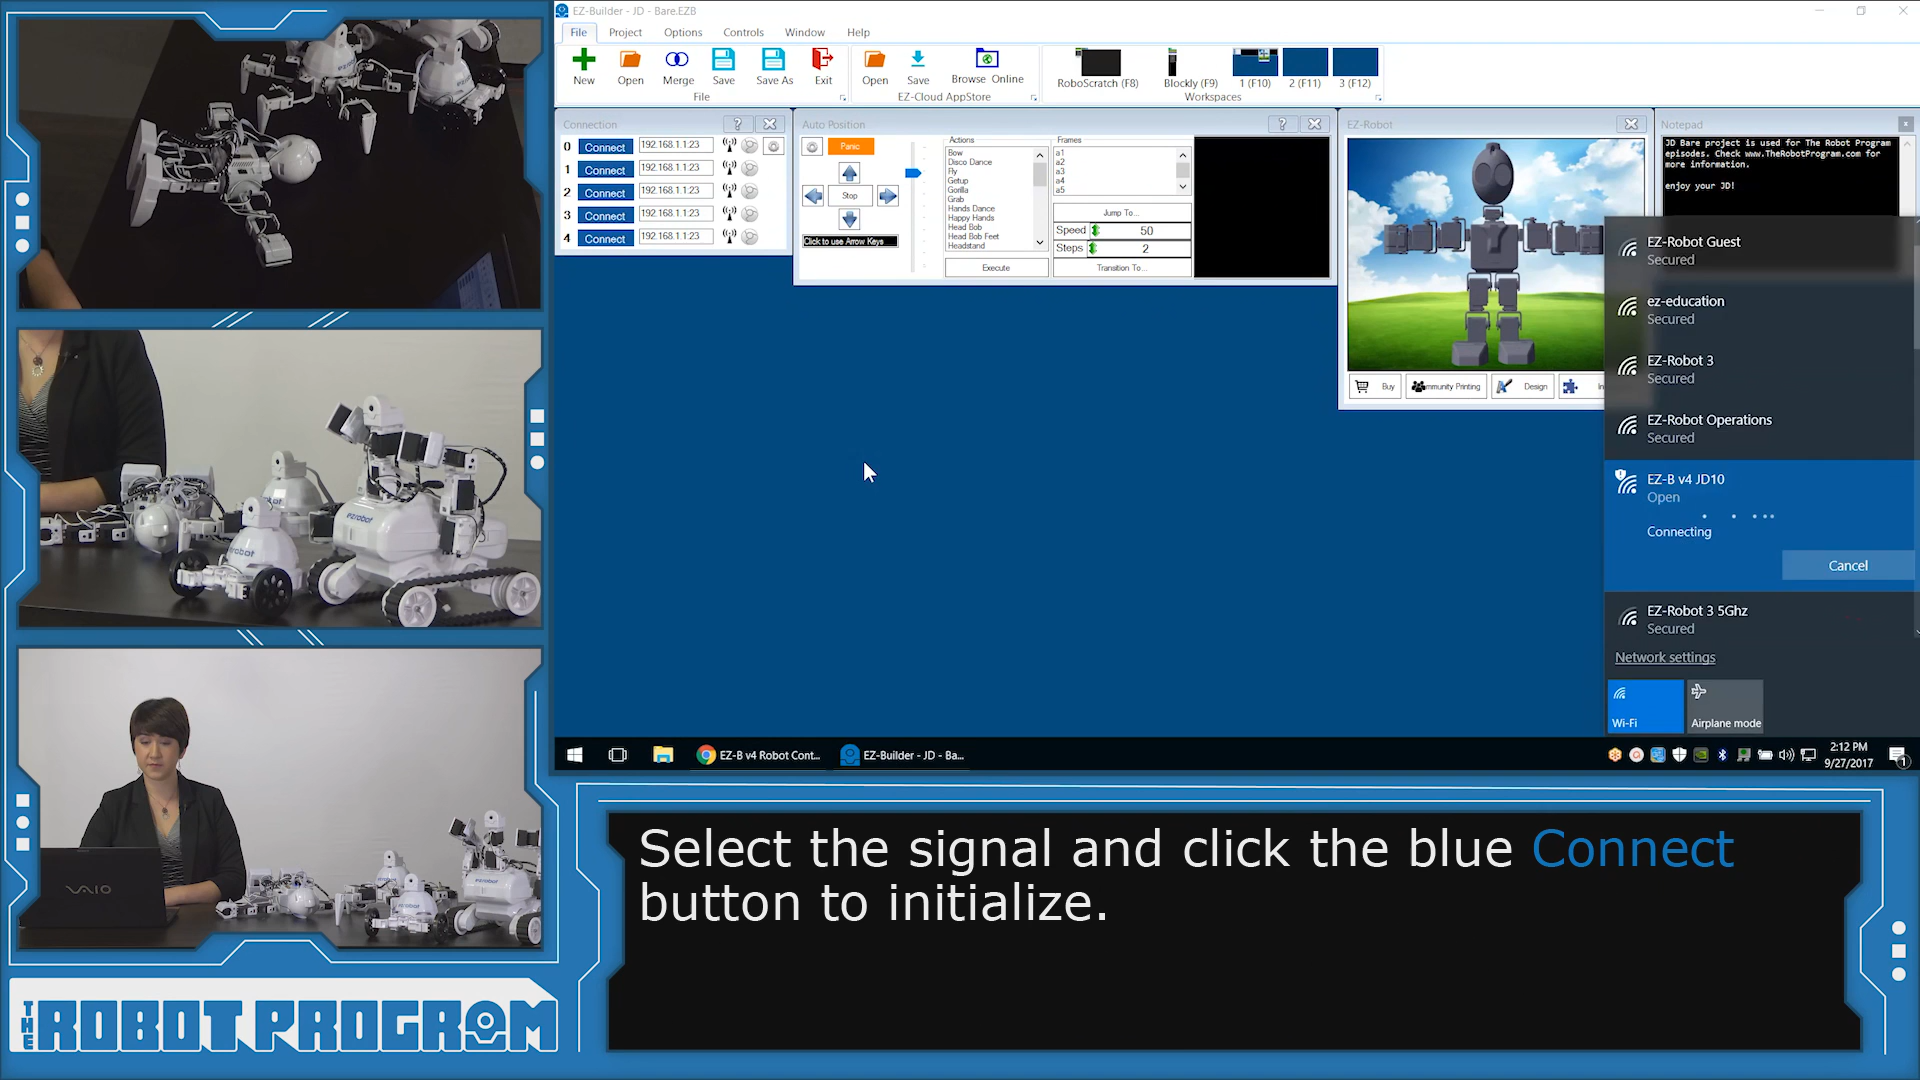 EZ-Builder - JD - Bare.EZB
File Project Options Controls Window Help
New Open Merge Save Save As Exit
File
Open Save Browse Online
EZ-Cloud AppStore
RoboScratch (F8) Blockly (F9) 1 (F10) 2 (F11) 3 (F12)
Workspaces
Connection
0 Connect 192.168.1.1:23
1 Connect 192.168.1.1:23
2 Connect 192.168.1.1:23
3 Connect 192.168.1.1:23
4 Connect 192.168.1.1:23
Auto Position
Panic
Stop
Click to use Arrow Keys
Actions
Bow
Disco Dance
Fly
Getup
Gorilla
Grab
Hands Dance
Happy Hands
Head Bob
Head Bob Feet
Headstand
Execute
Frames
a1
a2
a3
a4
a5
Jump To...
Speed 50
Steps 2
Transition To...
EZ-Robot
Buy mmunity Printing Design In
Notepad
JD Bare project is used for The Robot Program
episodes. Check www.TheRobotProgram.com for
more information.
enjoy your JD!
EZ-Robot Guest
Secured
ez-education
Secured
EZ-Robot 3
Secured
EZ-Robot Operations
Secured
EZ-B v4 JD10
Open
Connecting
Cancel
EZ-Robot 3 5Ghz
Secured
Network settings
Wi-Fi
Airplane mode
EZ-B v4 Robot Cont...
EZ-Builder - JD - Ba...
2:12 PM
9/27/2017
1
ezrobot
VAIO
Select the signal and click the blue Connect
button to initialize.
THE ROBOT PROGRAM